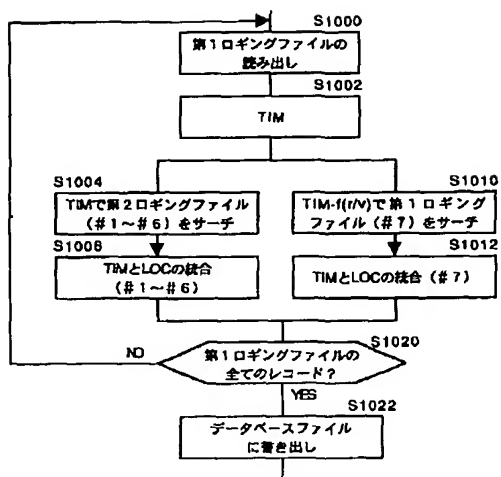 S1000
第1ロギングファイルの
読み出し
S1002
TIM
S1004
TIMで第2ロギングファイル
(#1～#6)をサーチ
S1010
TIM-f(r/v)で第1ロギング
ファイル(#7)をサーチ
S1006
TIMとLOCの統合
(#1～#6)
S1012
TIMとLOCの統合(#7)
S1020
第1ロギングファイルの
全てのレコード?
NO
YES
S1022
データベースファイル
に書き出し